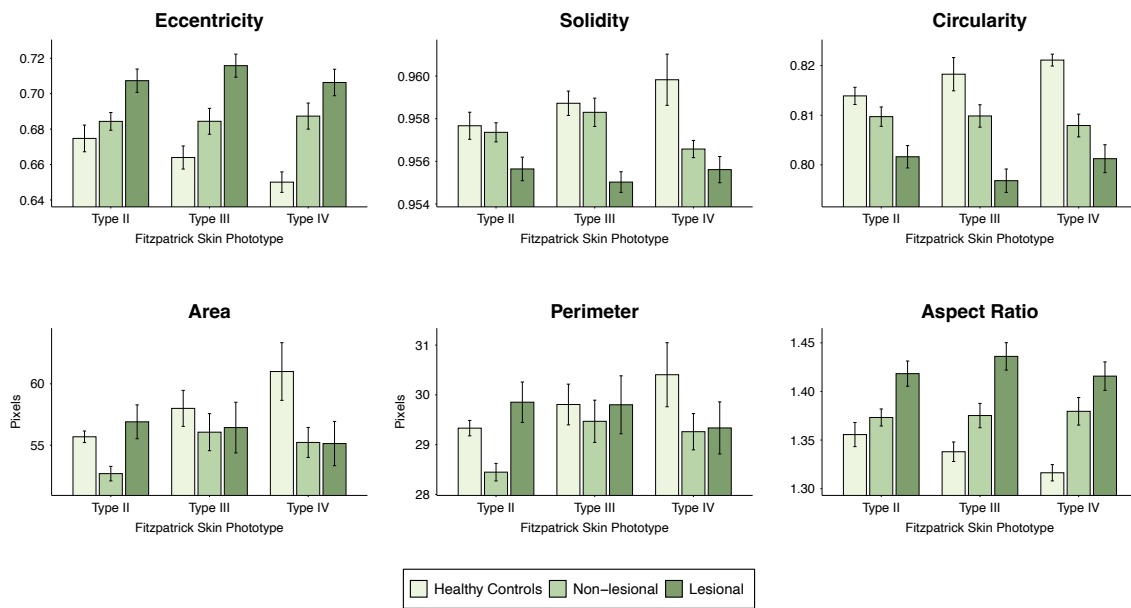 Eccentricity
0.72
0.70
0.68
0.66
0.64
Type II Type III Type IV
Fitzpatrick Skin Phototype
Solidity
0.960
0.958
0.956
0.954
Type II Type III Type IV
Fitzpatrick Skin Phototype
Circularity
0.82
0.81
0.80
Type II Type III Type IV
Fitzpatrick Skin Phototype
Area
Pixels
60
55
Type II Type III Type IV
Fitzpatrick Skin Phototype
Perimeter
Pixels
31
30
29
28
Type II Type III Type IV
Fitzpatrick Skin Phototype
Aspect Ratio
1.45
1.40
1.35
1.30
Type II Type III Type IV
Fitzpatrick Skin Phototype
Healthy Controls Non−lesional Lesional